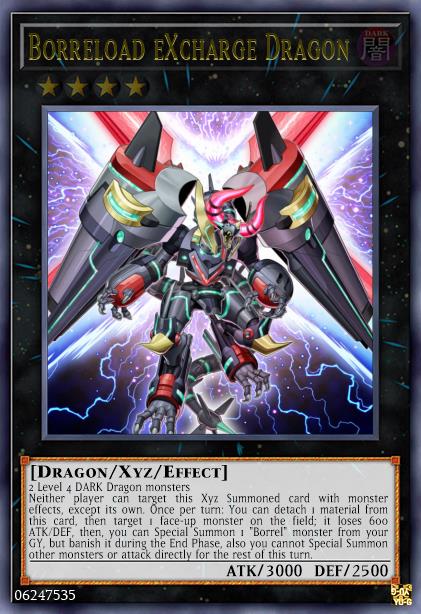 BORRELOAD EXCHARGE DRAGON
DARK
闇
[DRAGON/XYZ/EFFECT]
2 Level 4 DARK Dragon monsters
Neither player can target this Xyz Summoned card with monster
effects, except its own. Once per turn: You can detach 1 material from
this card, then target 1 face-up monster on the field; it loses 600
ATK/DEF, then, you can Special Summon 1 "Borrel" monster from your
GY, but banish it during the End Phase, also you cannot Special Summon
other monsters or attack directly for the rest of this turn.
ATK/3000 DEF/2500
06247535